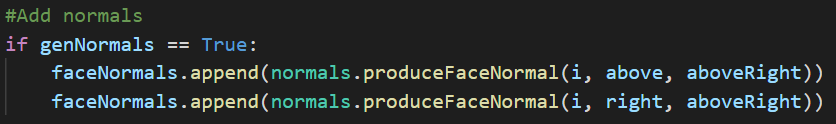 #Add normals
if genNormals == True:
    faceNormals.append(normals.produceFaceNormal(i, above, aboveRight))
    faceNormals.append(normals.produceFaceNormal(i, right, aboveRight))